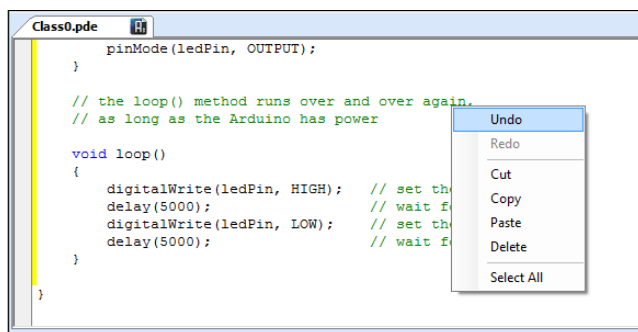 Class0.pde
pinMode(ledPin, OUTPUT);
}
// the loop() method runs over and over again,
// as long as the Arduino has power
void loop()
{
digitalWrite(ledPin, HIGH); // set the
delay(5000); // wait fo
digitalWrite(ledPin, LOW); // set the
delay(5000); // wait fo
}
}
Undo
Redo
Cut
Copy
Paste
Delete
Select All